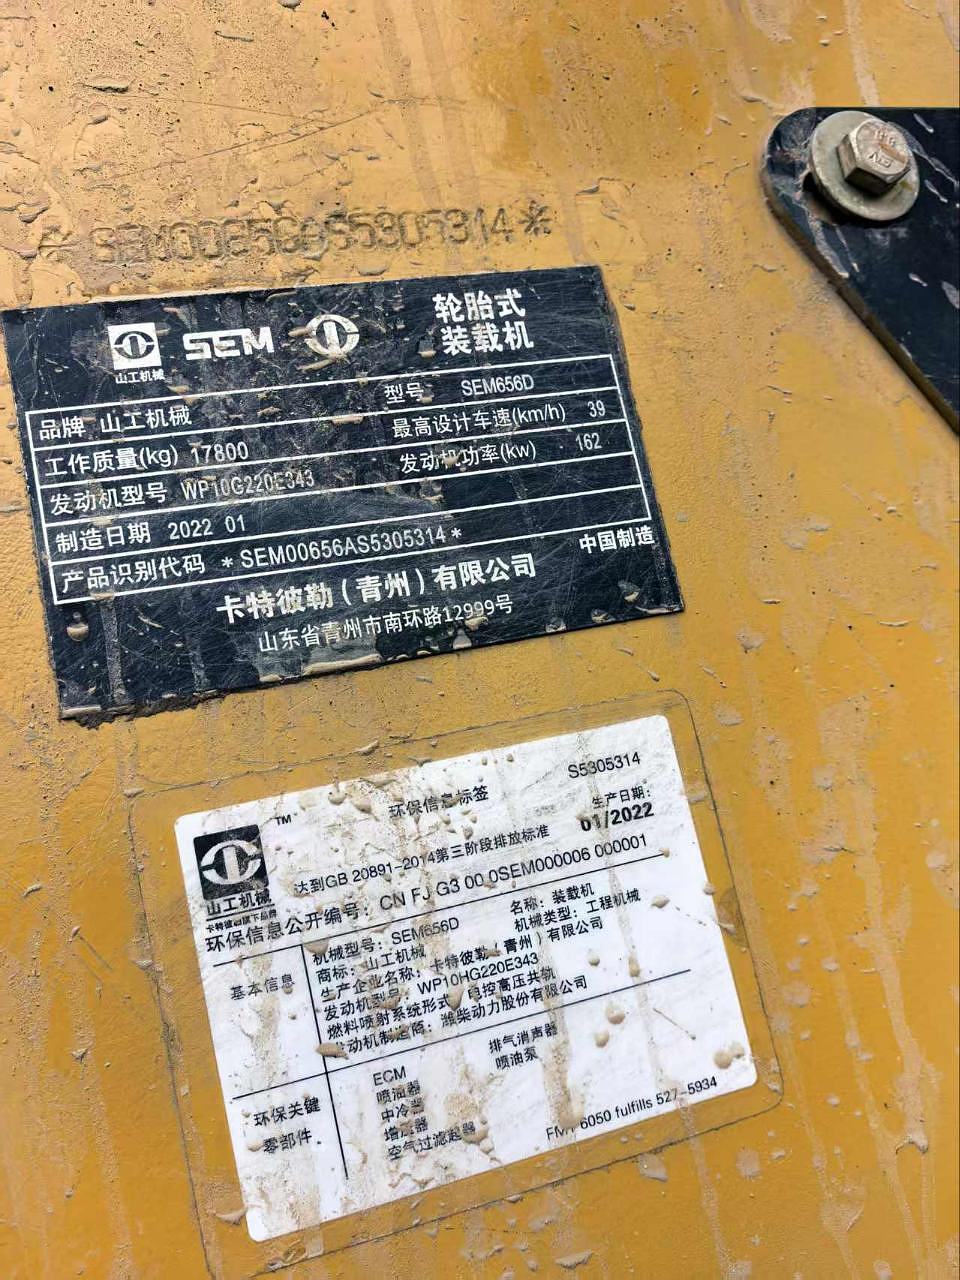 *SEM00656AS5305314*
轮胎式
装载机
SEM
山工机械
品牌 山工机械 型号 SEM656D
工作质量(kg) 17800 最高设计车速(km/h) 39
发动机型号 WP10G220E343 发动机功率(kw) 162
制造日期 2022 01
产品识别代码 *SEM00656AS5305314* 中国制造
卡特彼勒(青州)有限公司
山东省青州市南环路12999号
S5305314
TM 环保信息标签 生产日期:
01/2022
达到GB 20891-2014第三阶段排放标准
山工机械
卡特彼勒旗下品牌
环保信息公开编号: CN FJ G3 00 0SEM000006 000001
基本信息
机械型号: SEM656D 名称: 装载机
商标: 山工机械 机械类型: 工程机械
生产企业名称: 卡特彼勒(青州)有限公司
发动机型号: WP10HG220E343
燃料喷射系统形式: 电控高压共轨
发动机制造商: 潍柴动力股份有限公司
环保关键
零部件
ECM 排气消声器
喷油器 喷油泵
中冷器
增压器
空气过滤器
6050 fulfills 527-5934